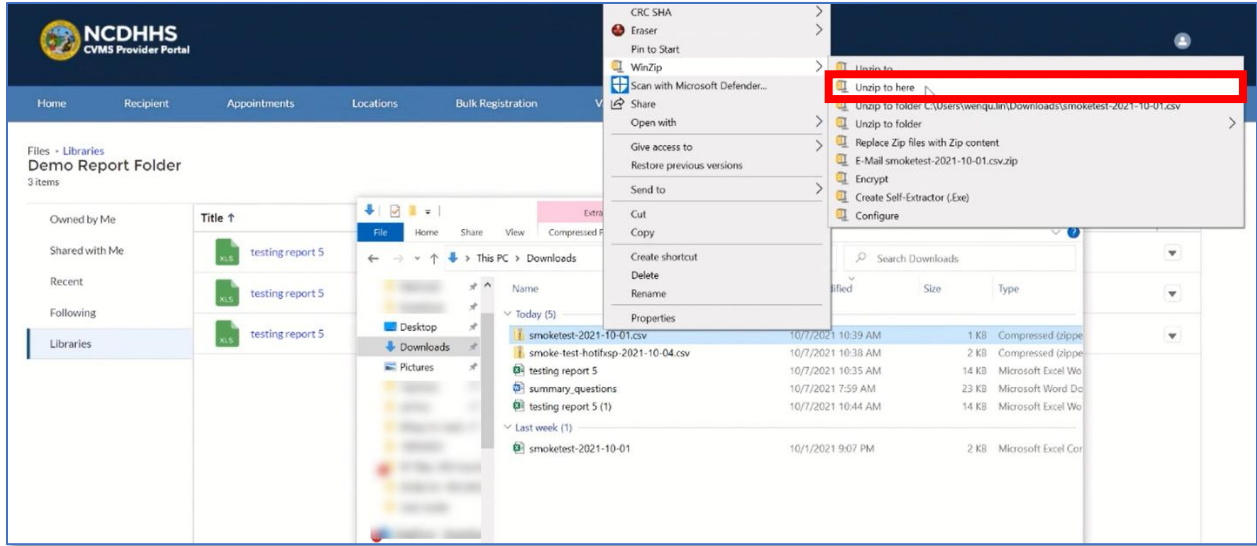 NCDHHS
CVMS Provider Portal
Home Recipient Appointments Locations Bulk Registration V
Files • Libraries
Demo Report Folder
3 items
Owned by Me
Shared with Me
Recent
Following
Libraries
Title ↑
XLS testing report 5
XLS testing report 5
XLS testing report 5
CRC SHA
Eraser
Pin to Start
WinZip
Scan with Microsoft Defender...
Share
Open with
Give access to
Restore previous versions
Send to
Cut
Copy
Create shortcut
Delete
Rename
Properties
Unzip to
Unzip to here
Unzip to folder C:\Users\wenqu.lin\Downloads\smoketest-2021-10-01.csv
Unzip to folder
Replace Zip files with Zip content
E-Mail smoketest-2021-10-01.csv.zip
Encrypt
Create Self-Extractor (.Exe)
Configure
Extra
File Home Share View Compressed F
This PC > Downloads
Search Downloads
Name ified Size Type
Desktop
Downloads
Pictures
Today (5)
smoketest-2021-10-01.csv 10/7/2021 10:39 AM 1 KB Compressed (zippe
smoke-test-hotifxsp-2021-10-04.csv 10/7/2021 10:38 AM 2 KB Compressed (zippe
testing report 5 10/7/2021 10:35 AM 14 KB Microsoft Excel Wo
summary_questions 10/7/2021 7:59 AM 23 KB Microsoft Word Do
testing report 5 (1) 10/7/2021 10:44 AM 14 KB Microsoft Excel Wo
Last week (1)
smoketest-2021-10-01 10/1/2021 9:07 PM 2 KB Microsoft Excel Cor